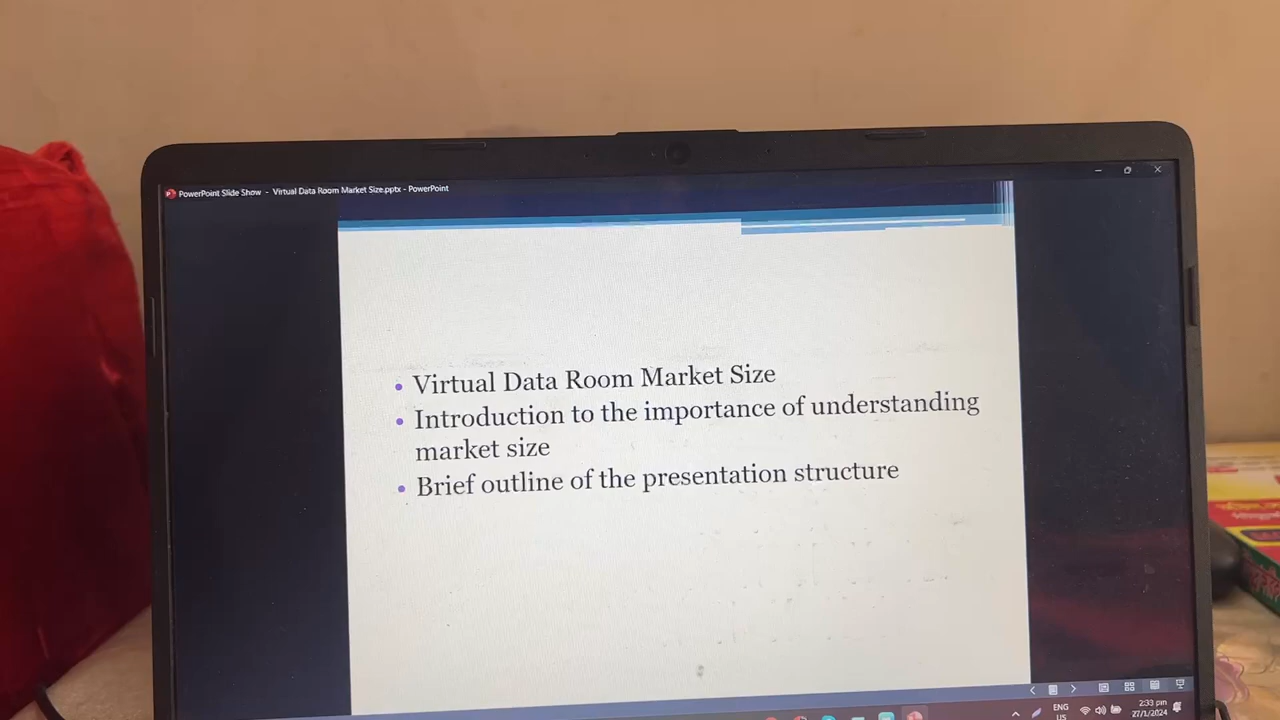 PowerPoint Slide Show - Virtual Data Room Market Size.pptx - PowerPoint
• Virtual Data Room Market Size
• Introduction to the importance of understanding
market size
• Brief outline of the presentation structure
ENG
US
2:33 pm
27/1/2024